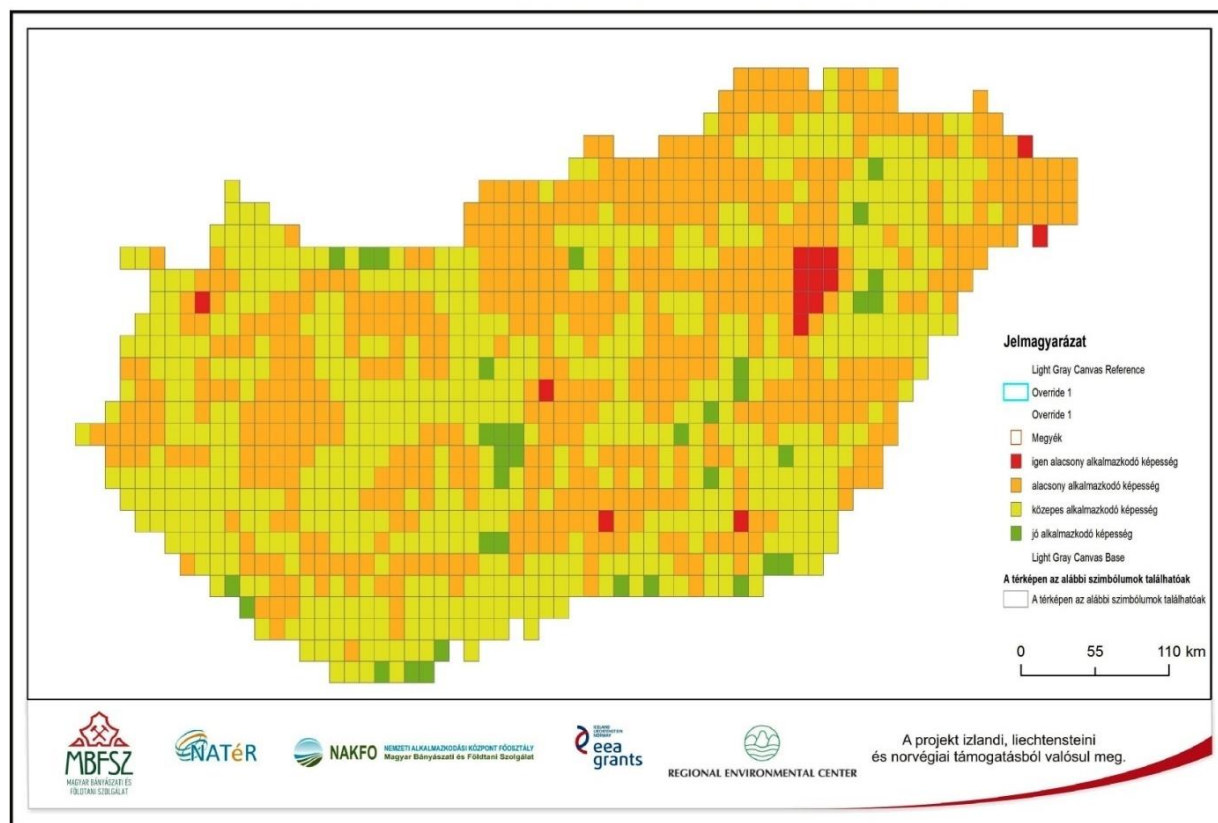 Jelmagyarázat
Light Gray Canvas Reference
Override 1
Override 1
Megyék
igen alacsony alkalmazkodó képesség
alacsony alkalmazkodó képesség
közepes alkalmazkodó képesség
jó alkalmazkodó képesség
Light Gray Canvas Base
A térképen az alábbi szimbólumok találhatóak
A térképen az alábbi szimbólumok találhatóak
0 55 110 km
MBFSZ
MAGYAR BÁNYÁSZATI ÉS
FÖLDTANI SZOLGÁLAT
NATéR
NAKFO
NEMZETI ALKALMAZKODÁSI KÖZPONT FŐOSZTÁLY
Magyar Bányászati és Földtani Szolgálat
ICELAND
LIECHTENSTEIN
NORWAY
eea
grants
REGIONAL ENVIRONMENTAL CENTER
A projekt izlandi, liechtensteini
és norvégiai támogatásból valósul meg.